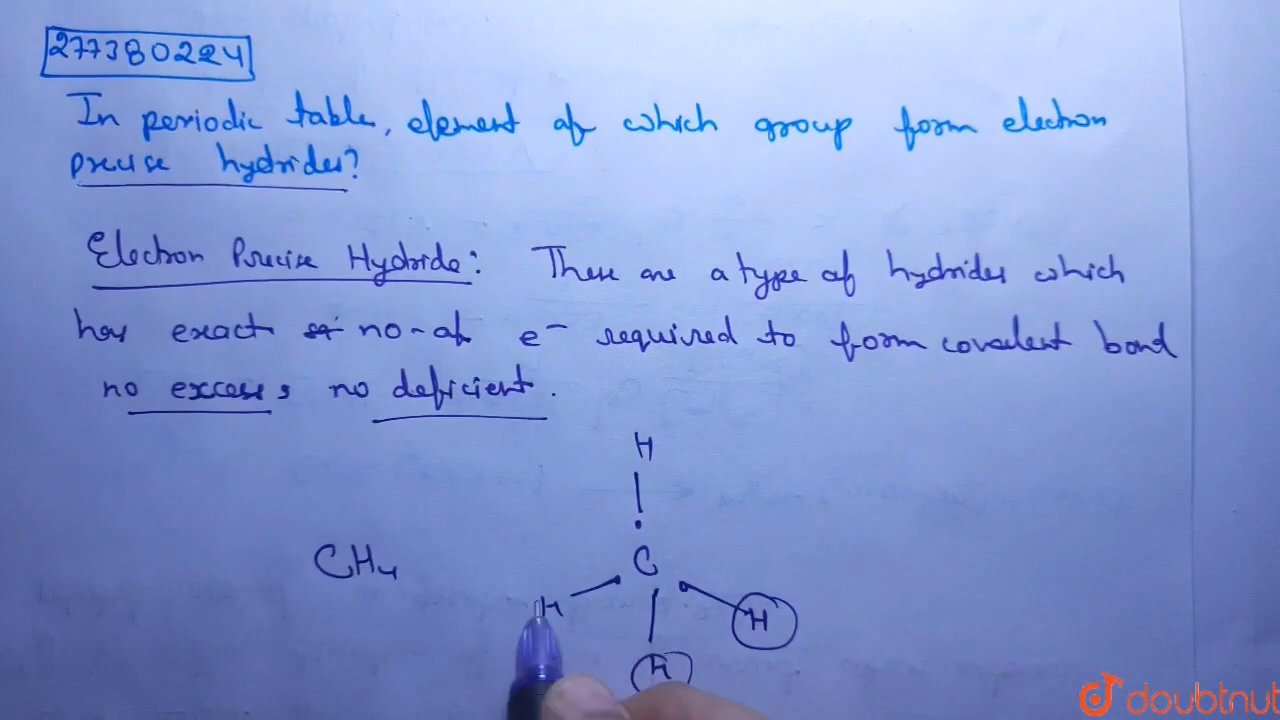 277380224
In periodic table, element of which group form electron
precise hydrides?
Electron Precise Hydride: These are a type of hydrides which
has exact no-of e- required to form covalent bond
no excess no deficient.
H
C
CH4
H
H
H
doubtnut